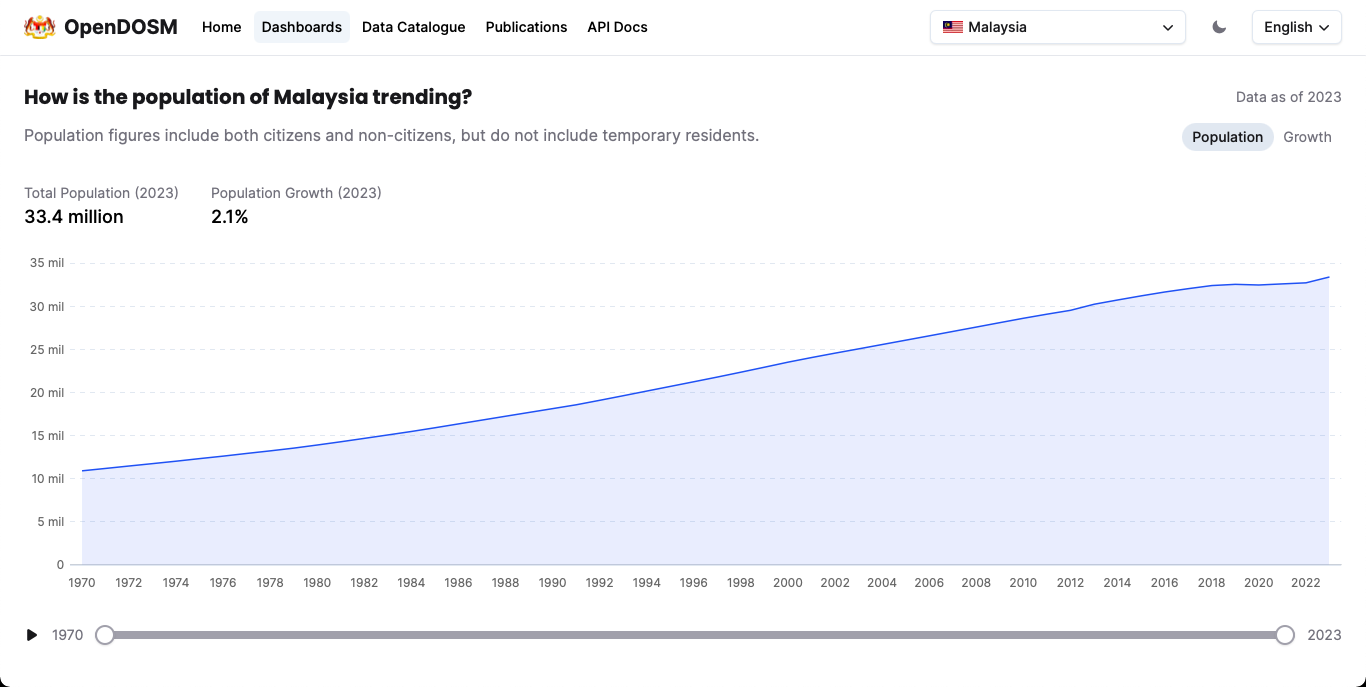 OpenDOSM Home Dashboards Data Catalogue Publications API Docs Malaysia English
How is the population of Malaysia trending? Data as of 2023
Population figures include both citizens and non-citizens, but do not include temporary residents. Population Growth
Total Population (2023) Population Growth (2023)
33.4 million 2.1%
35 mil
30 mil
25 mil
20 mil
15 mil
10 mil
5 mil
0
1970 1972 1974 1976 1978 1980 1982 1984 1986 1988 1990 1992 1994 1996 1998 2000 2002 2004 2006 2008 2010 2012 2014 2016 2018 2020 2022
1970 2023